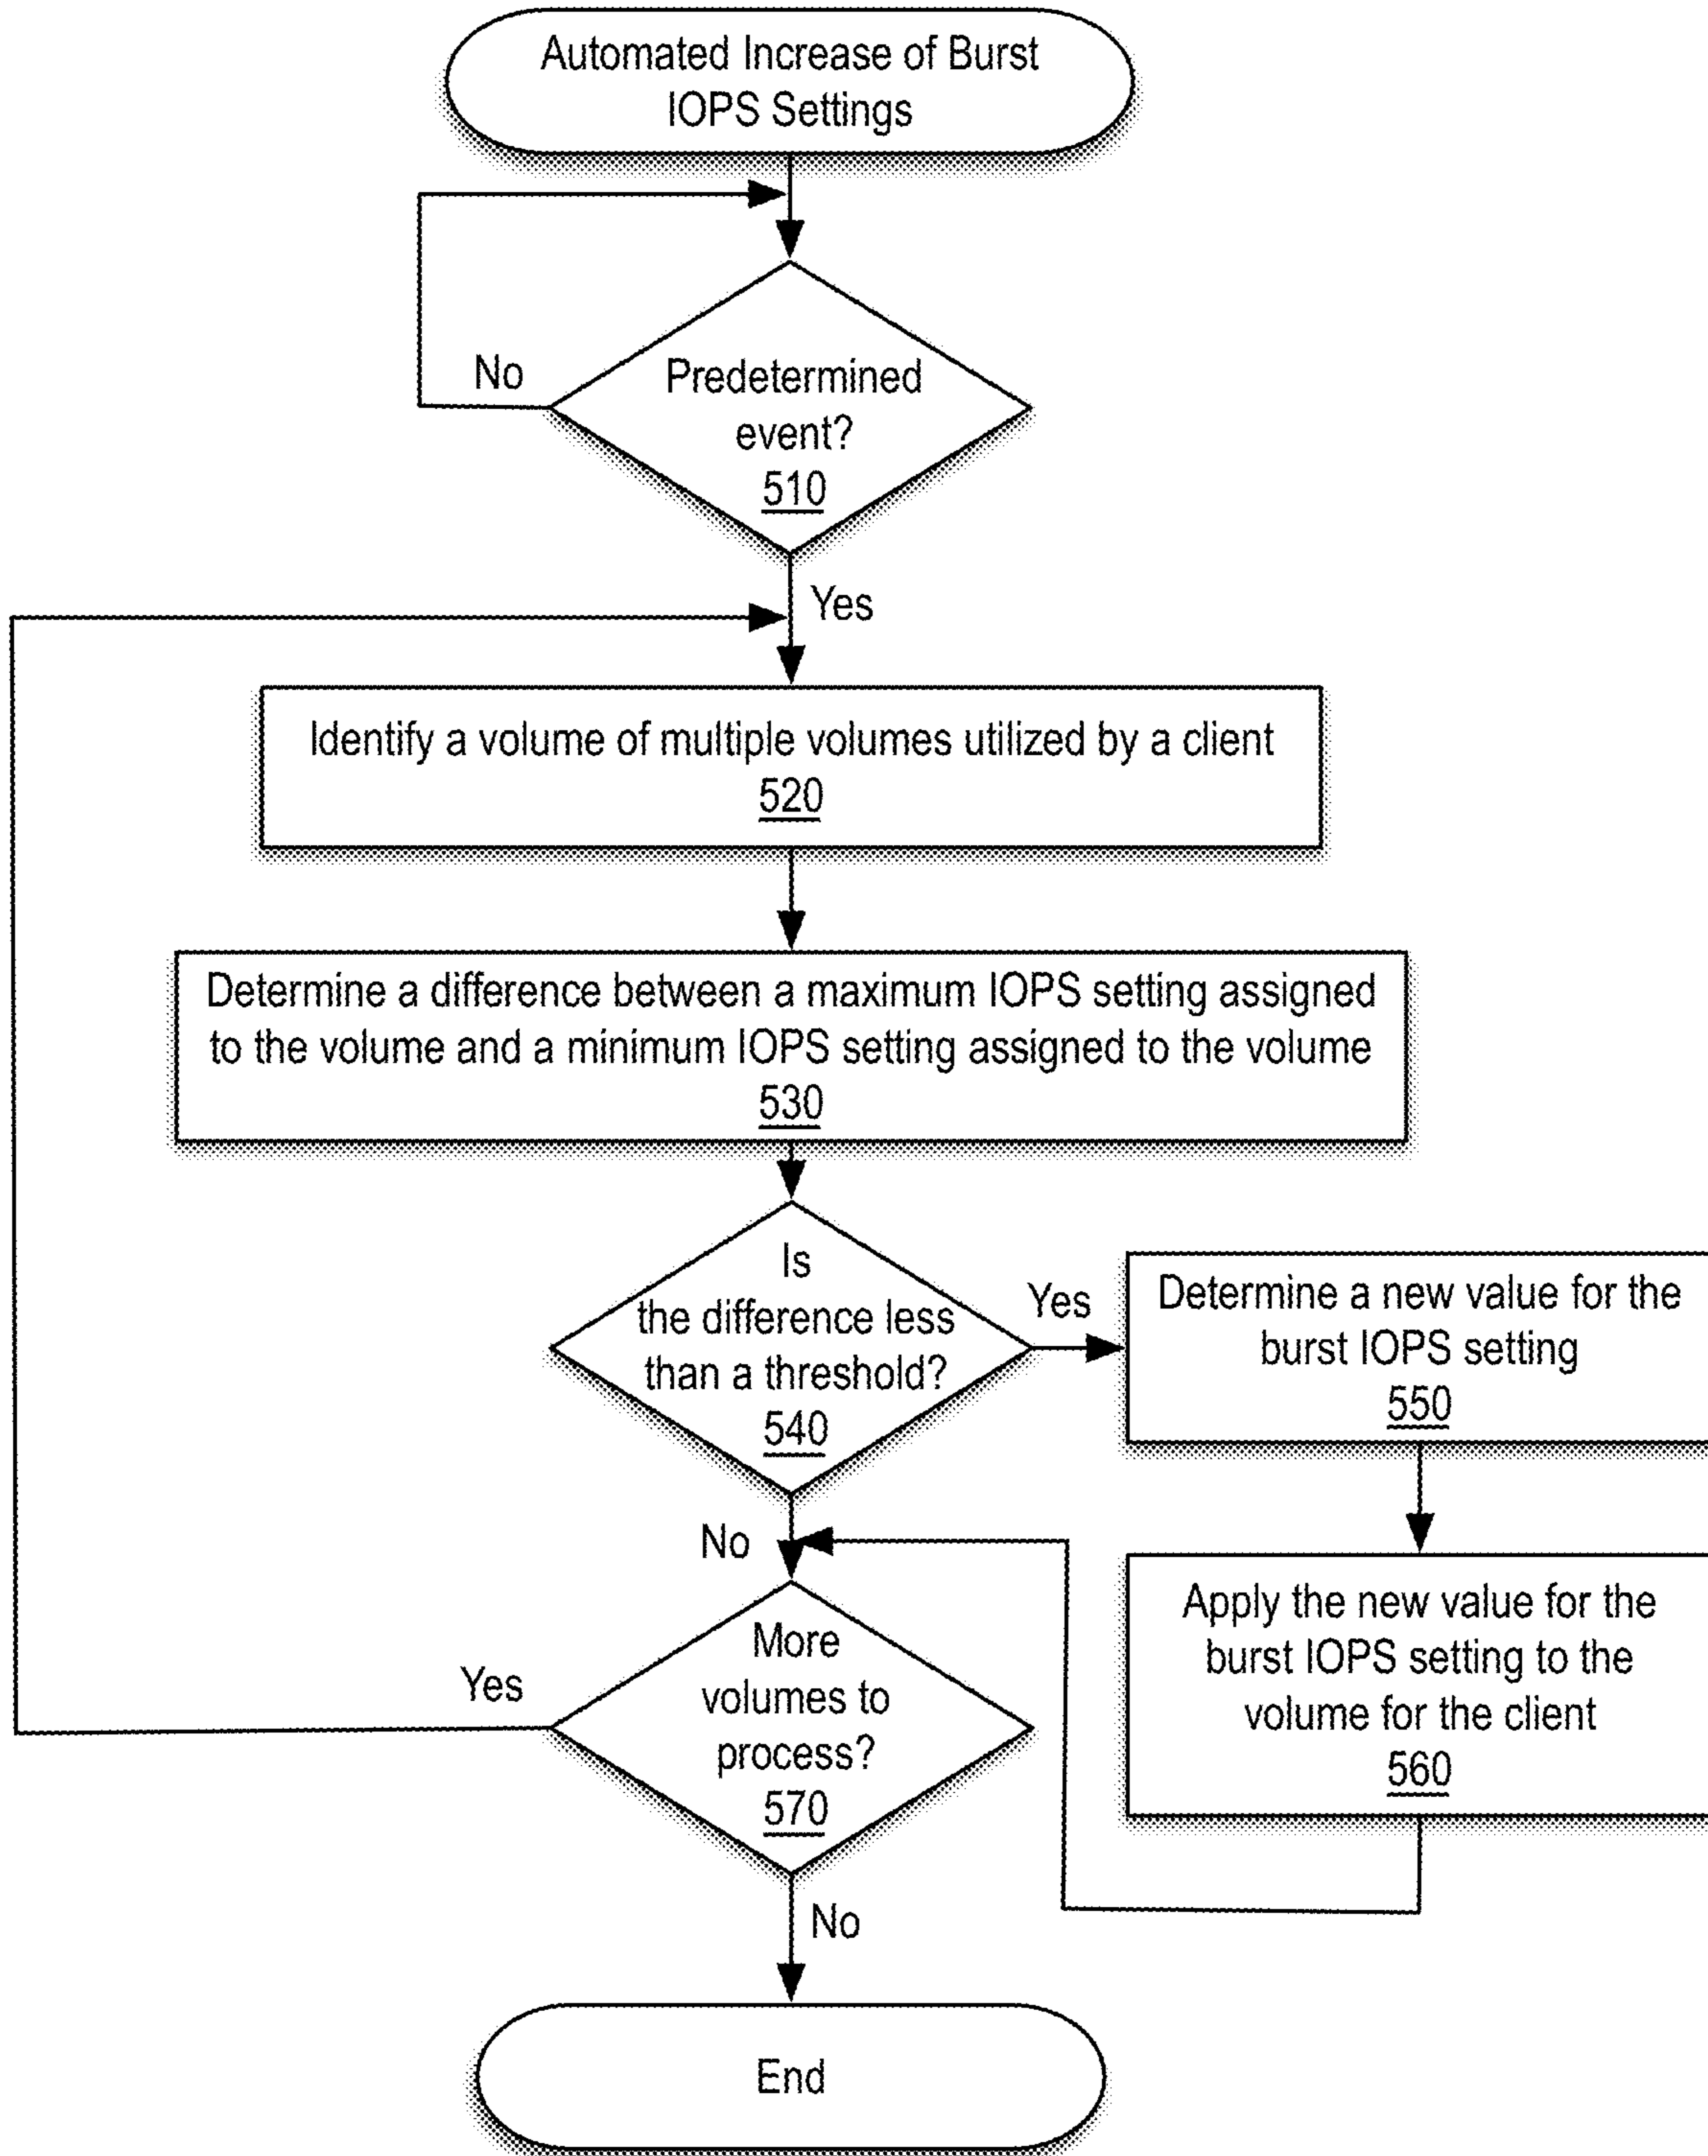 Automated Increase of Burst
IOPS Settings
No
Predetermined
event?
510
Yes
Identify a volume of multiple volumes utilized by a client
520
Determine a difference between a maximum IOPS setting assigned
to the volume and a minimum IOPS setting assigned to the volume
530
Is
the difference less
than a threshold?
540
Yes
Determine a new value for the
burst IOPS setting
550
No
Apply the new value for the
burst IOPS setting to the
volume for the client
560
Yes
More
volumes to
process?
570
No
End